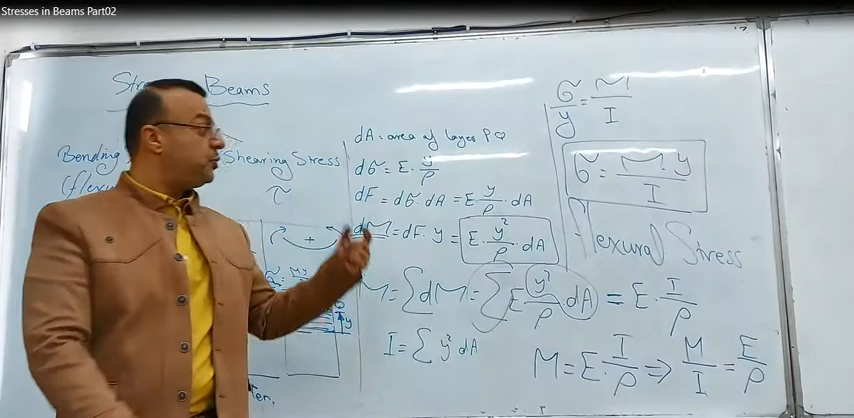 Stresses in Beams Part02
Beams
Bending
Shearing Stress
τ
dA = area of layer PQ
dσ = E · y/ρ
dF = dσ · dA = E y/ρ · dA
dM = dF · y = E · y²/ρ · dA
M = ∑ dM = ∑ E y²/ρ dA = E · I/ρ
I = ∑ y² dA
σ/y = M/I
σ = M y/I
Flexural Stress
M = E · I/ρ ⇒ M/I = E/ρ